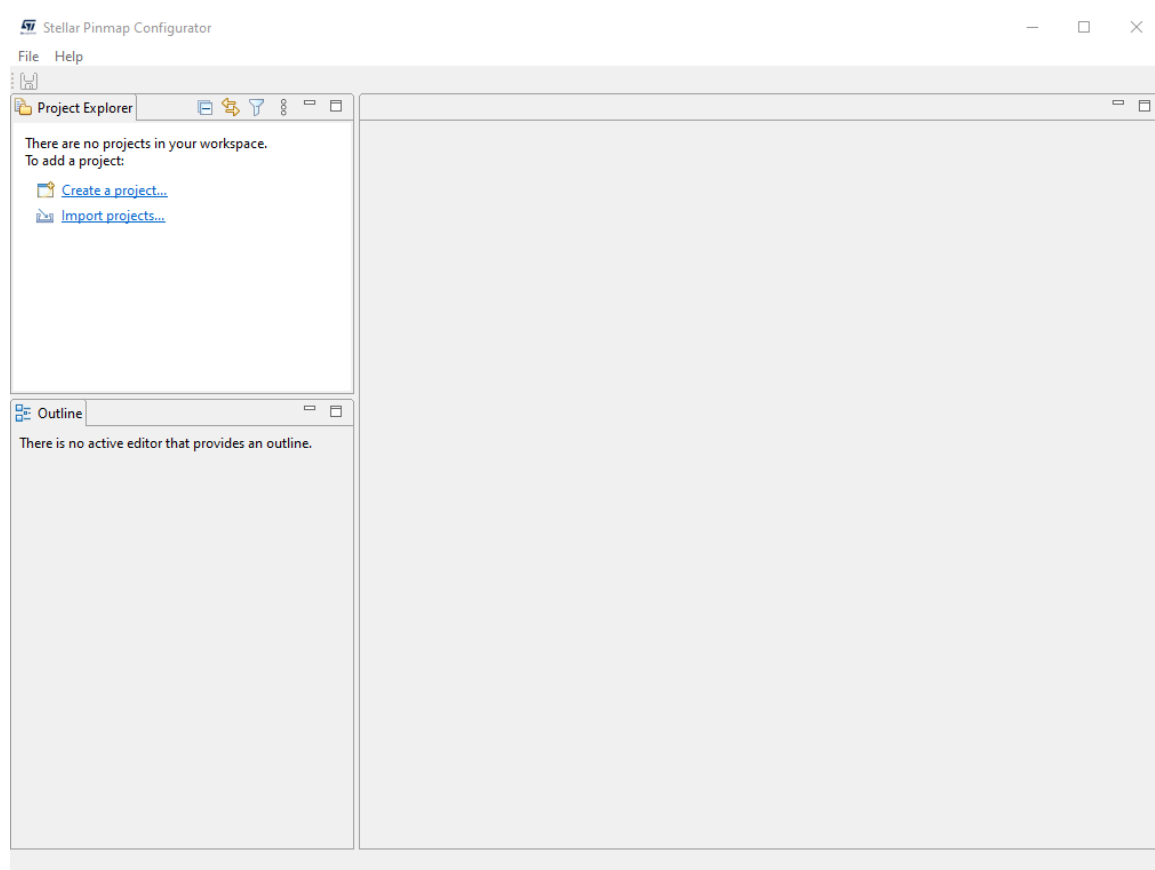 Stellar Pinmap Configurator
File Help
Project Explorer
There are no projects in your workspace.
To add a project:
Create a project...
Import projects...
Outline
There is no active editor that provides an outline.